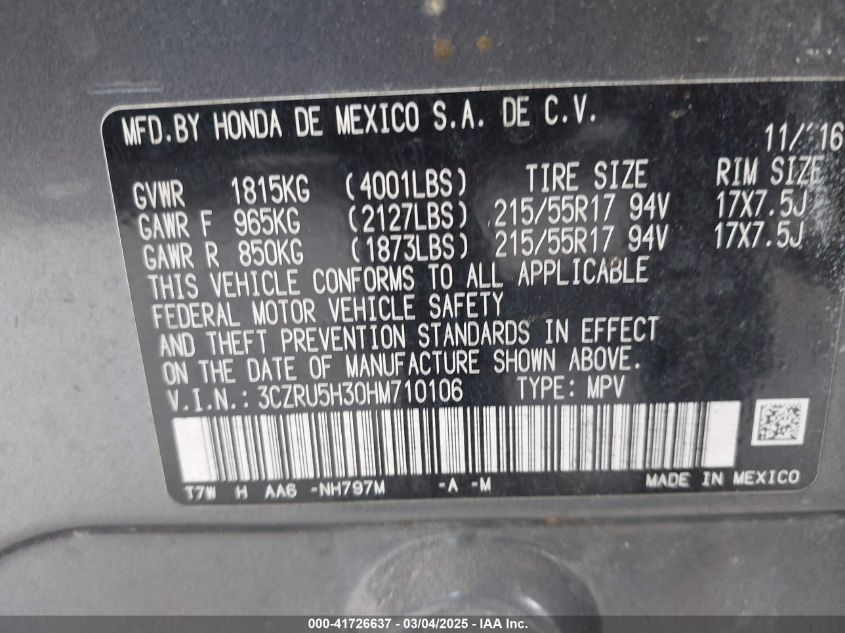 MFD.BY HONDA DE MEXICO S.A. DE C.V.
11/'16
GVWR 1815KG (4001LBS) TIRE SIZE RIM SIZE
GAWR F 965KG (2127LBS) 215/55R17 94V 17X7.5J
GAWR R 850KG (1873LBS) 215/55R17 94V 17X7.5J
THIS VEHICLE CONFORMS TO ALL APPLICABLE
FEDERAL MOTOR VEHICLE SAFETY
AND THEFT PREVENTION STANDARDS IN EFFECT
ON THE DATE OF MANUFACTURE SHOWN ABOVE.
V.I.N.: 3CZRU5H30HM710106 TYPE: MPV
T7W H AA6 -NH797M -A -M MADE IN MEXICO
000-41726637 - 03/04/2025 - IAA Inc.